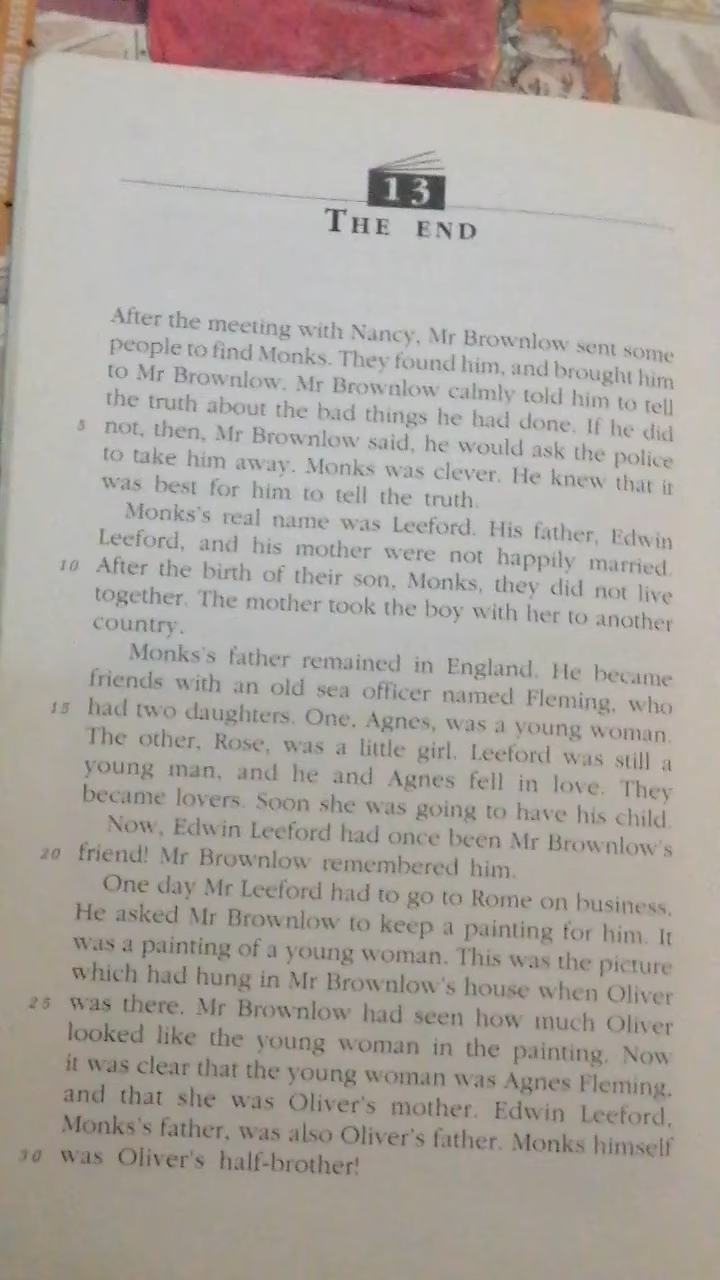 13
THE END
After the meeting with Nancy, Mr Brownlow sent some
people to find Monks. They found him, and brought him
to Mr Brownlow. Mr Brownlow calmly told him to tell
the truth about the bad things he had done. If he did
5 not, then, Mr Brownlow said, he would ask the police
to take him away. Monks was clever. He knew that it
was best for him to tell the truth.
Monks's real name was Leeford. His father, Edwin
Leeford, and his mother were not happily married.
10 After the birth of their son, Monks, they did not live
together. The mother took the boy with her to another
country.
Monks's father remained in England. He became
friends with an old sea officer named Fleming, who
15 had two daughters. One, Agnes, was a young woman.
The other, Rose, was a little girl. Leeford was still a
young man, and he and Agnes fell in love. They
became lovers. Soon she was going to have his child.
Now, Edwin Leeford had once been Mr Brownlow's
20 friend! Mr Brownlow remembered him.
One day Mr Leeford had to go to Rome on business.
He asked Mr Brownlow to keep a painting for him. It
was a painting of a young woman. This was the picture
which had hung in Mr Brownlow's house when Oliver
25 was there. Mr Brownlow had seen how much Oliver
looked like the young woman in the painting. Now
it was clear that the young woman was Agnes Fleming,
and that she was Oliver's mother. Edwin Leeford,
Monks's father, was also Oliver's father. Monks himself
30 was Oliver's half-brother!